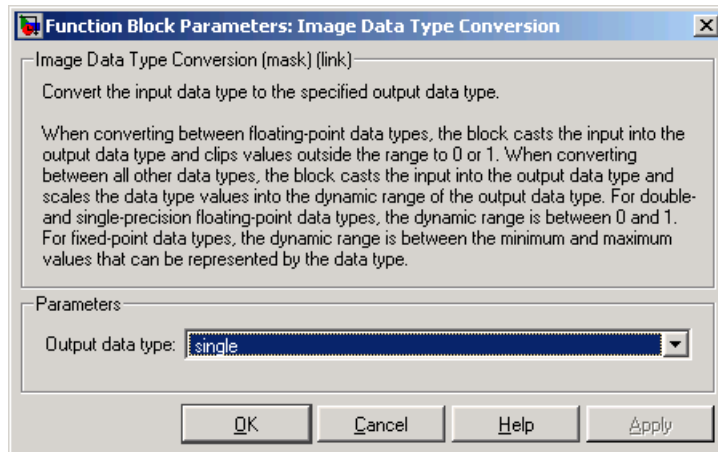 Function Block Parameters: Image Data Type Conversion
Image Data Type Conversion (mask) (link)
Convert the input data type to the specified output data type.
When converting between floating-point data types, the block casts the input into the
output data type and clips values outside the range to 0 or 1. When converting
between all other data types, the block casts the input into the output data type and
scales the data type values into the dynamic range of the output data type. For double-
and single-precision floating-point data types, the dynamic range is between 0 and 1.
For fixed-point data types, the dynamic range is between the minimum and maximum
values that can be represented by the data type.
Parameters
Output data type: single
OK Cancel Help Apply